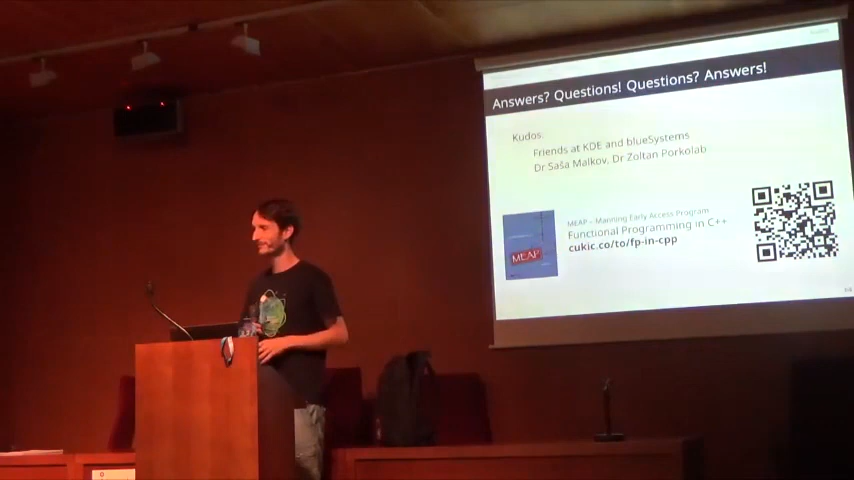 Answers? Questions! Questions? Answers!
Kudos:
Friends at KDE and blueSystems
Dr Saša Malkov, Dr Zoltan Porkolab
MEAP – Manning Early Access Program
Functional Programming in C++
cukic.co/to/fp-in-cpp
MEAP